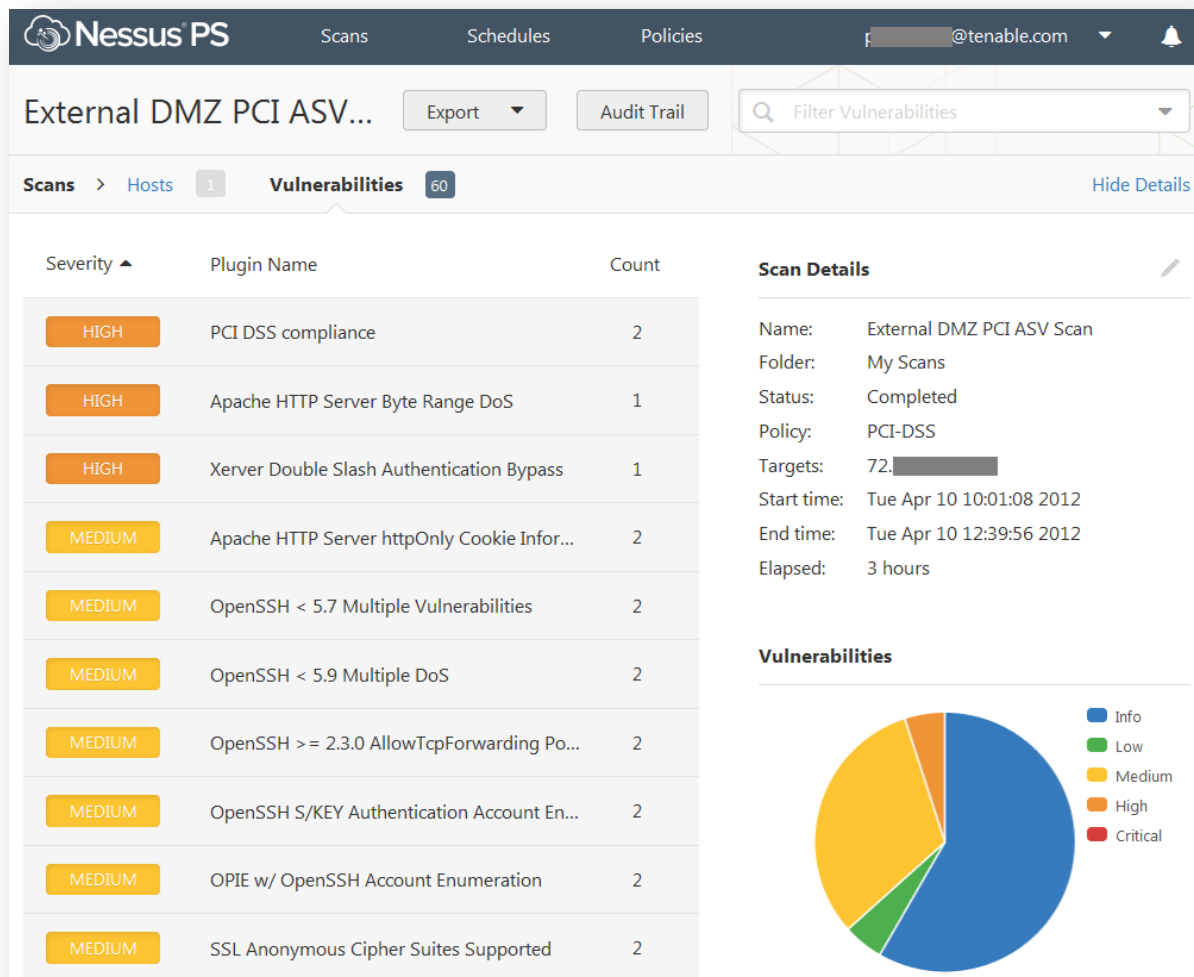 Nessus® PS Scans Schedules Policies p @tenable.com
External DMZ PCI ASV... Export Audit Trail Filter Vulnerabilities
Scans > Hosts 1 Vulnerabilities 60 Hide Details
Severity Plugin Name Count
HIGH PCI DSS compliance 2
HIGH Apache HTTP Server Byte Range DoS 1
HIGH Xerver Double Slash Authentication Bypass 1
MEDIUM Apache HTTP Server httpOnly Cookie Infor... 2
MEDIUM OpenSSH < 5.7 Multiple Vulnerabilities 2
MEDIUM OpenSSH < 5.9 Multiple DoS 2
MEDIUM OpenSSH >= 2.3.0 AllowTcpForwarding Po... 2
MEDIUM OpenSSH S/KEY Authentication Account En... 2
MEDIUM OPIE w/ OpenSSH Account Enumeration 2
MEDIUM SSL Anonymous Cipher Suites Supported 2
Scan Details
Name: External DMZ PCI ASV Scan
Folder: My Scans
Status: Completed
Policy: PCI-DSS
Targets: 72.
Start time: Tue Apr 10 10:01:08 2012
End time: Tue Apr 10 12:39:56 2012
Elapsed: 3 hours
Vulnerabilities
Info
Low
Medium
High
Critical